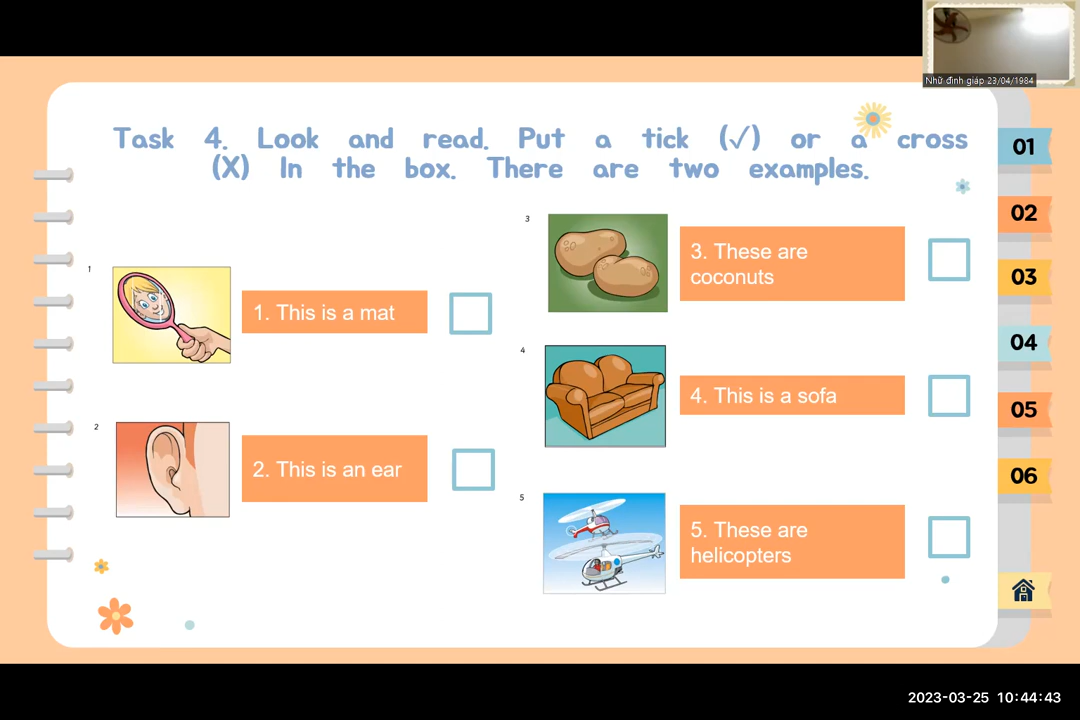 Nhữ đình giáp 23/04/1984
Task 4. Look and read. Put a tick (√) or a cross
(X) In the box. There are two examples.
1
1. This is a mat
2
2. This is an ear
3
3. These are
coconuts
4
4. This is a sofa
5
5. These are
helicopters
01
02
03
04
05
06
2023-03-25 10:44:43